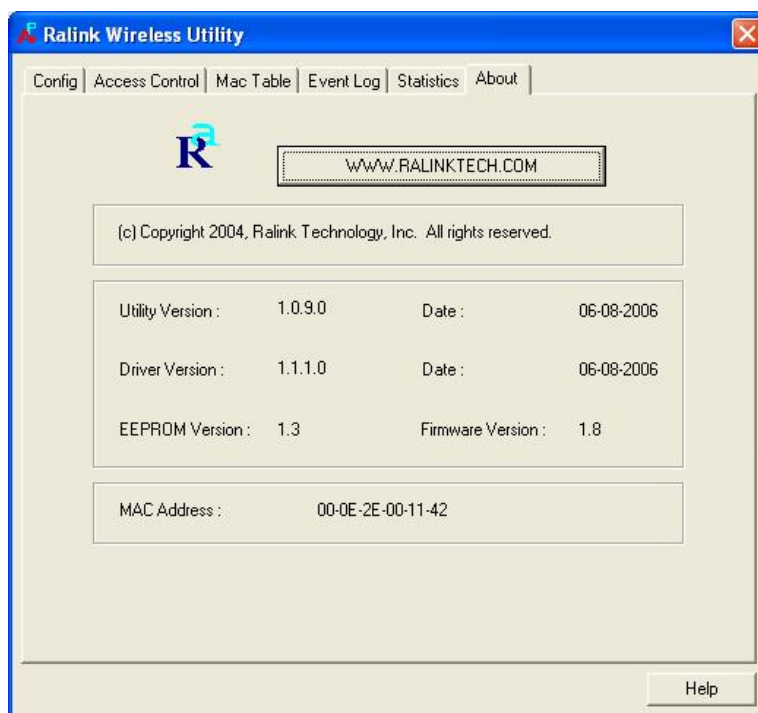 Ralink Wireless Utility
Config Access Control Mac Table Event Log Statistics About
Ra
WWW.RALINKTECH.COM
(c) Copyright 2004, Ralink Technology, Inc. All rights reserved.
Utility Version : 1.0.9.0 Date : 06-08-2006
Driver Version : 1.1.1.0 Date : 06-08-2006
EEPROM Version : 1.3 Firmware Version : 1.8
MAC Address : 00-0E-2E-00-11-42
Help